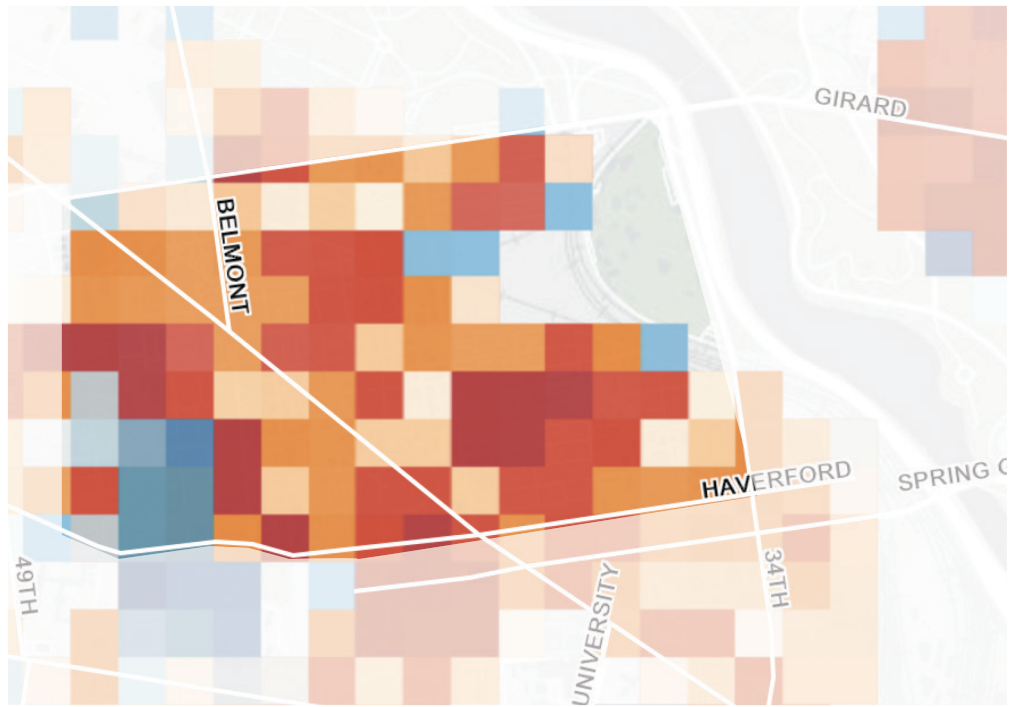 GIRARD
BELMONT
HAVERFORD
SPRING G
49TH
UNIVERSITY
34TH